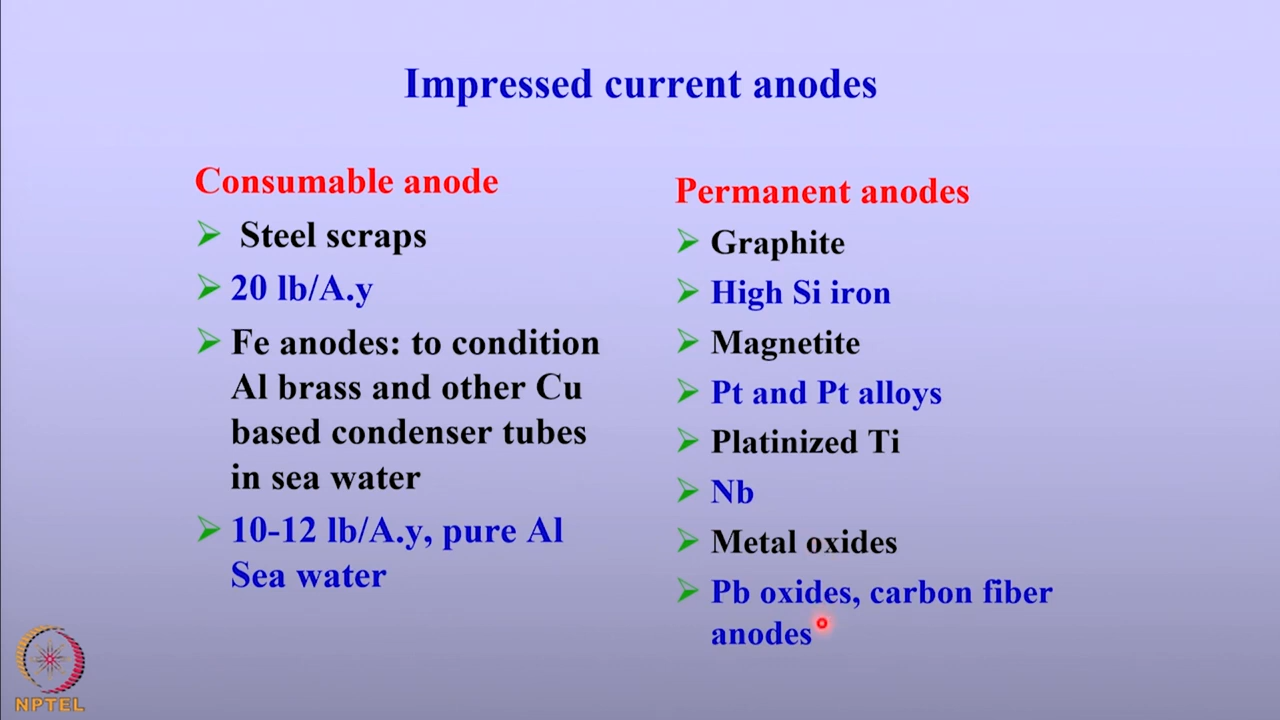 Impressed current anodes
Consumable anode
Steel scraps
20 lb/A.y
Fe anodes: to condition
Al brass and other Cu
based condenser tubes
in sea water
10-12 lb/A.y, pure Al
Sea water
Permanent anodes
Graphite
High Si iron
Magnetite
Pt and Pt alloys
Platinized Ti
Nb
Metal oxides
Pb oxides, carbon fiber
anodes
NPTEL